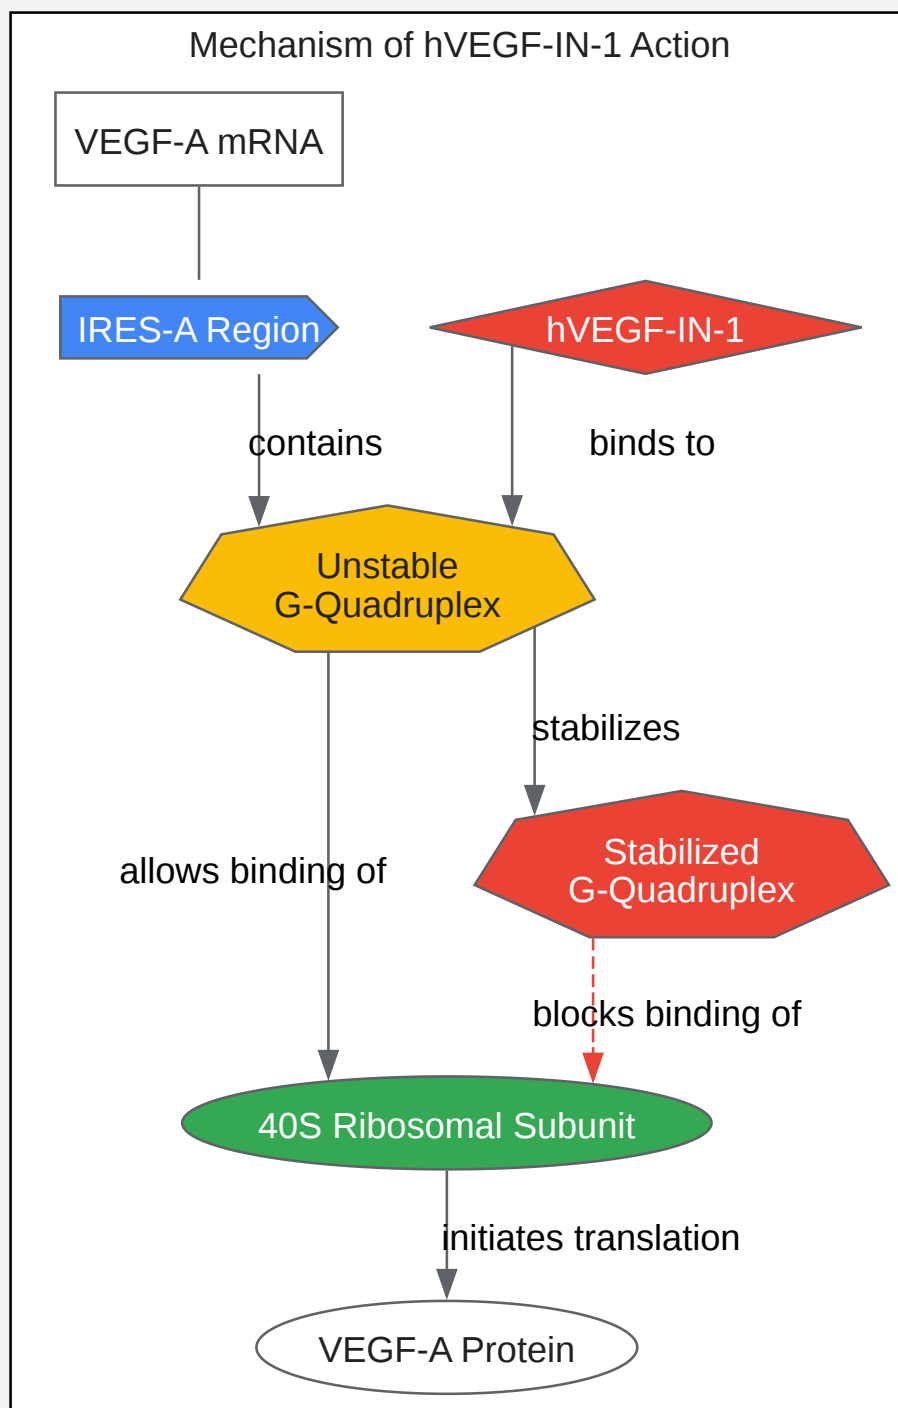 Mechanism of hVEGF-IN-1 Action
VEGF-A mRNA
IRES-A Region
hVEGF-IN-1
contains
binds to
Unstable
G-Quadruplex
stabilizes
allows binding of
Stabilized
G-Quadruplex
blocks binding of
40S Ribosomal Subunit
initiates translation
VEGF-A Protein